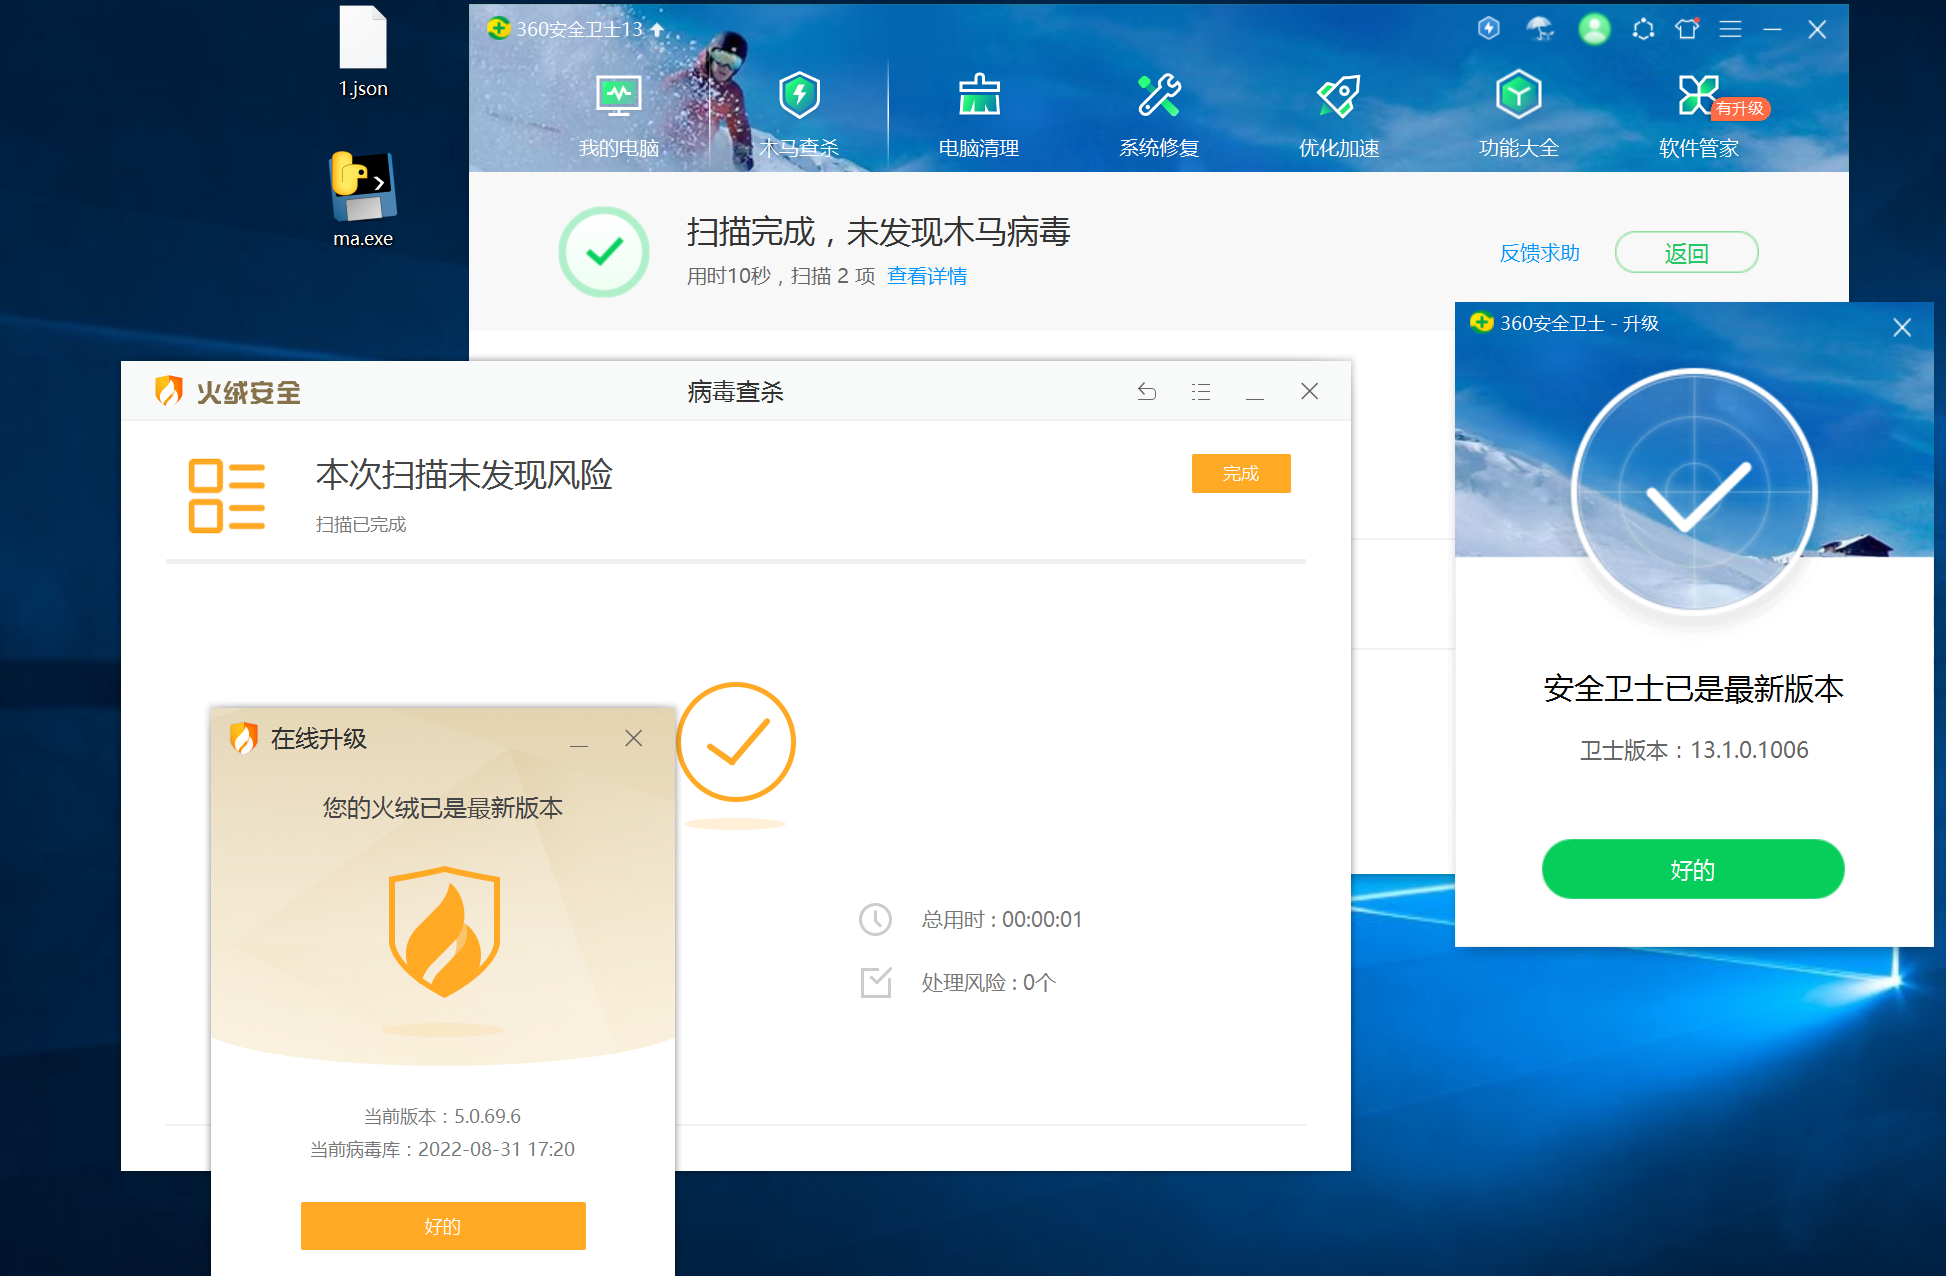 1.json
ma.exe
360安全卫士13
我的电脑
木马查杀
电脑清理
系统修复
优化加速
功能大全
软件管家
有升级
扫描完成，未发现木马病毒
用时10秒，扫描 2 项 查看详情
反馈求助
返回
360安全卫士 - 升级
安全卫士已是最新版本
卫士版本：13.1.0.1006
好的
火绒安全
病毒查杀
本次扫描未发现风险
扫描已完成
完成
总用时 : 00:00:01
处理风险 : 0个
在线升级
您的火绒已是最新版本
当前版本：5.0.69.6
当前病毒库：2022-08-31 17:20
好的